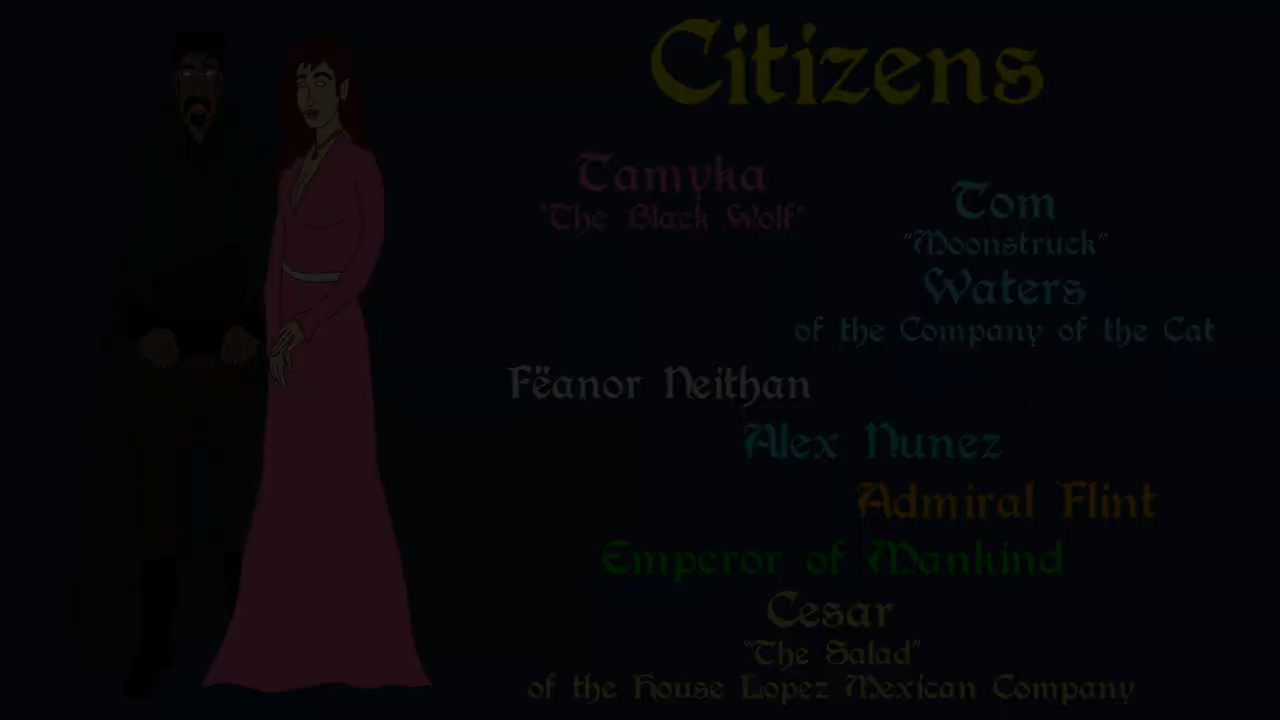 Citizens
Tamyka
"The Black Wolf"
Tom
"Moonstruck"
Waters
of the Company of the Cat
Fëanor Neithan
Alex Nunez
Admiral Flint
Emperor of Mankind
Cesar
"The Salad"
of the House Lopez Mexican Company